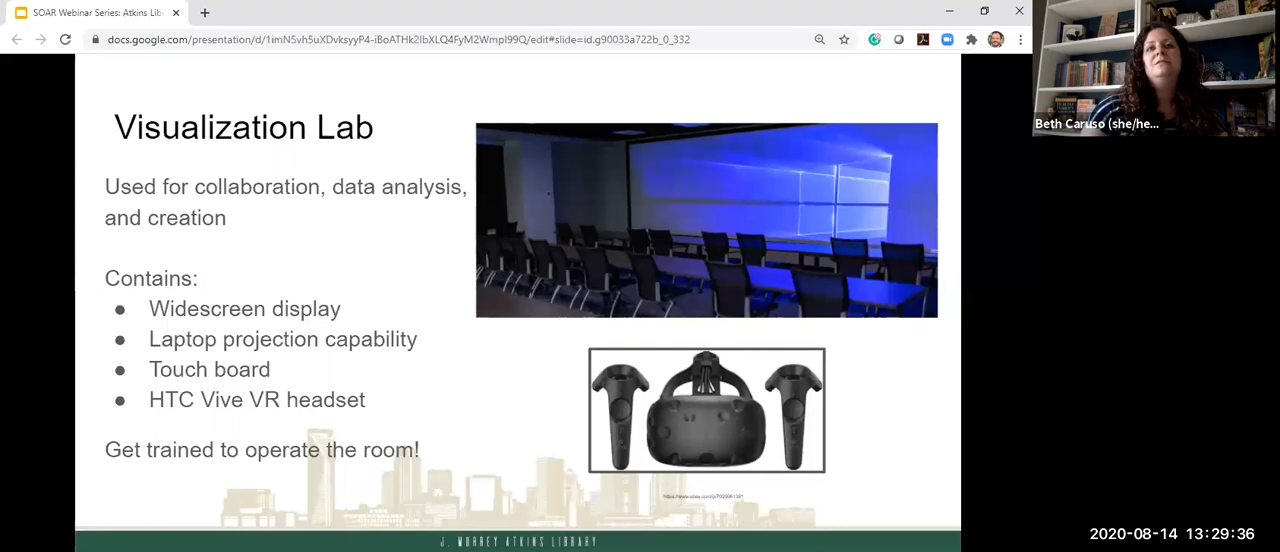 SOAR Webinar Series: Atkins Lib
docs.google.com/presentation/d/1imN5vh5uXDvksyyP4-iBoATHk2lbXLQ4FyM2Wmpl99Q/edit#slide=id.g90033a722b_0_332
Beth Caruso (she/he...
Visualization Lab
Used for collaboration, data analysis,
and creation
Contains:
● Widescreen display
● Laptop projection capability
● Touch board
● HTC Vive VR headset
Get trained to operate the room!
J. MURREY ATKINS LIBRARY
2020-08-14 13:29:36